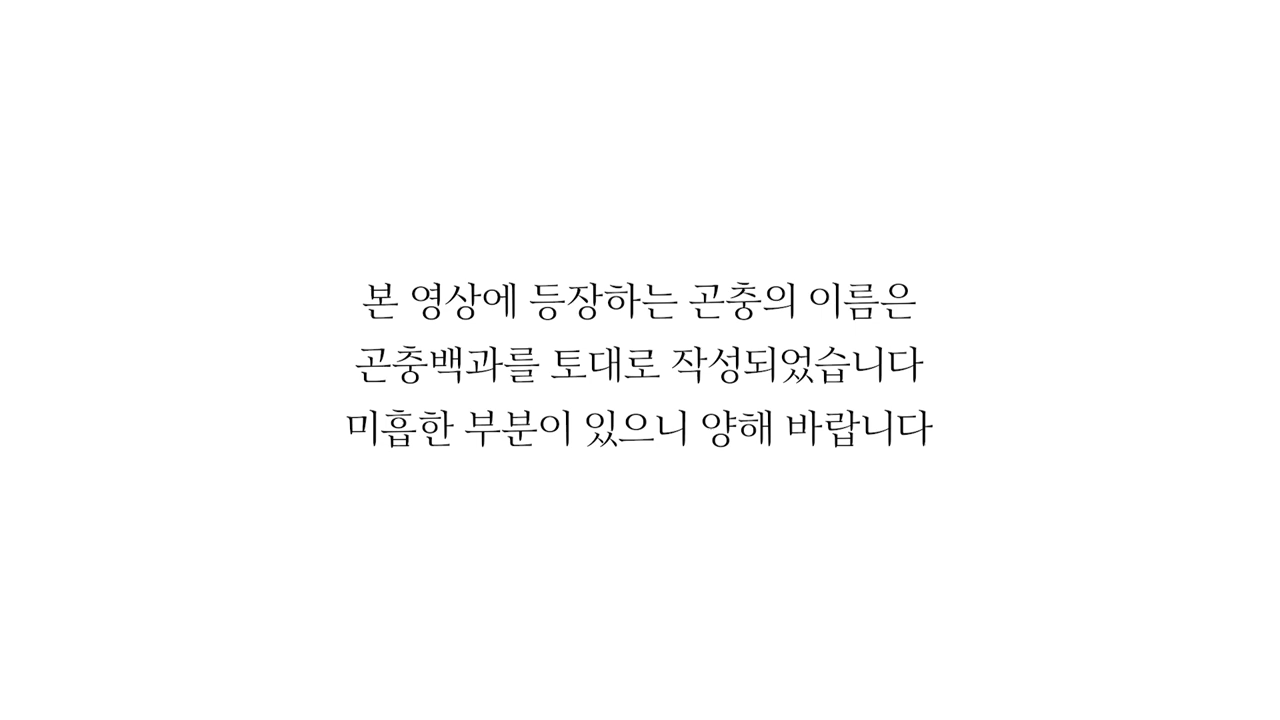 본 영상에 등장하는 곤충의 이름은
곤충백과를 토대로 작성되었습니다
미흡한 부분이 있으니 양해 바랍니다